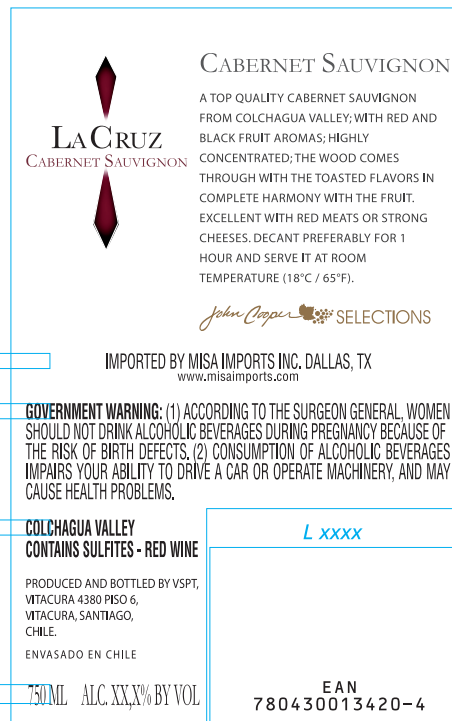 LA CRUZ
CABERNET SAUVIGNON
CABERNET SAUVIGNON
A TOP QUALITY CABERNET SAUVIGNON
FROM COLCHAGUA VALLEY; WITH RED AND
BLACK FRUIT AROMAS; HIGHLY
CONCENTRATED; THE WOOD COMES
THROUGH WITH THE TOASTED FLAVORS IN
COMPLETE HARMONY WITH THE FRUIT.
EXCELLENT WITH RED MEATS OR STRONG
CHEESES. DECANT PREFERABLY FOR 1
HOUR AND SERVE IT AT ROOM
TEMPERATURE (18°C / 65°F).
John Cooper SELECTIONS
IMPORTED BY MISA IMPORTS INC. DALLAS, TX
www.misaimports.com
GOVERNMENT WARNING: (1) ACCORDING TO THE SURGEON GENERAL, WOMEN
SHOULD NOT DRINK ALCOHOLIC BEVERAGES DURING PREGNANCY BECAUSE OF
THE RISK OF BIRTH DEFECTS. (2) CONSUMPTION OF ALCOHOLIC BEVERAGES
IMPAIRS YOUR ABILITY TO DRIVE A CAR OR OPERATE MACHINERY, AND MAY
CAUSE HEALTH PROBLEMS.
COLCHAGUA VALLEY
CONTAINS SULFITES - RED WINE
PRODUCED AND BOTTLED BY VSPT,
VITACURA 4380 PISO 6,
VITACURA, SANTIAGO,
CHILE.
ENVASADO EN CHILE
750 ML ALC. XX,X% BY VOL
L xxxx
EAN
780430013420-4